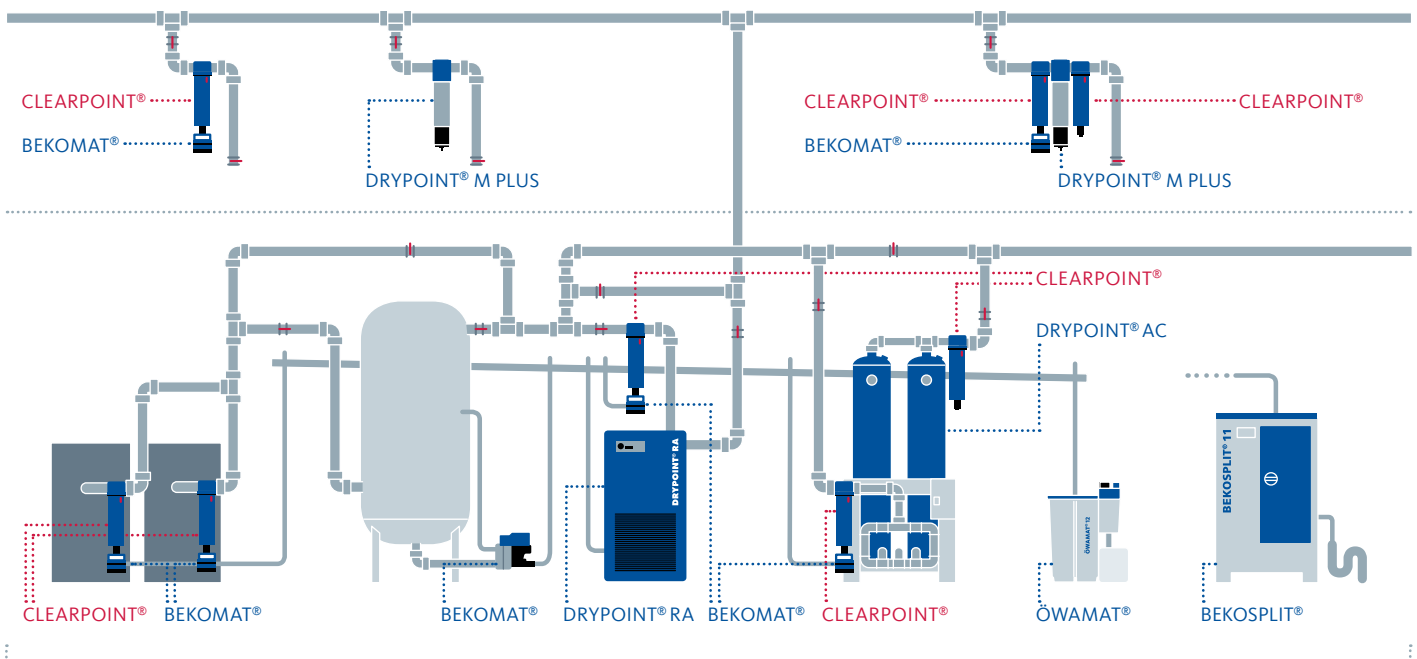 CLEARPOINT®
BEKOMAT®
DRYPOINT® M PLUS
CLEARPOINT®
CLEARPOINT®
BEKOMAT®
DRYPOINT® M PLUS
CLEARPOINT®
DRYPOINT® AC
DRYPOINT® RA
BEKOSPLIT® 11
ÖWAMAT® 12
CLEARPOINT®
BEKOMAT®
BEKOMAT®
DRYPOINT® RA
BEKOMAT®
CLEARPOINT®
ÖWAMAT®
BEKOSPLIT®